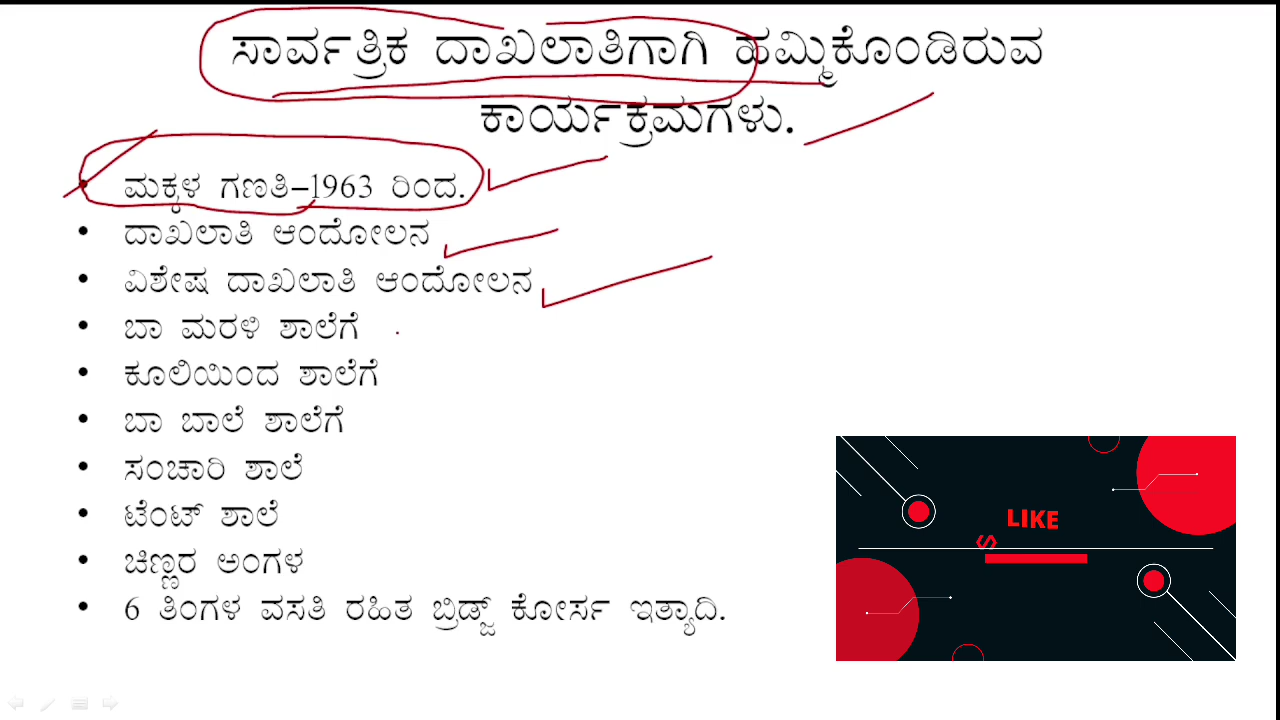 ಸಾರ್ವತ್ರಿಕ ದಾಖಲಾತಿಗಾಗಿ ಹಮ್ಮಿಕೊಂಡಿರುವ
ಕಾರ್ಯಕ್ರಮಗಳು.
• ಮಕ್ಕಳ ಗಣತಿ–1963 ರಿಂದ.
• ದಾಖಲಾತಿ ಆಂದೋಲನ
• ವಿಶೇಷ ದಾಖಲಾತಿ ಆಂದೋಲನ
• ಬಾ ಮರಳಿ ಶಾಲೆಗೆ
• ಕೂಲಿಯಿಂದ ಶಾಲೆಗೆ
• ಬಾ ಬಾಲೆ ಶಾಲೆಗೆ
• ಸಂಚಾರಿ ಶಾಲೆ
• ಟೆಂಟ್ ಶಾಲೆ
• ಚಿಣ್ಣರ ಅಂಗಳ
• 6 ತಿಂಗಳ ವಸತಿ ರಹಿತ ಬ್ರಿಡ್ಜ್ ಕೋರ್ಸ ಇತ್ಯಾದಿ.
LIKE
S